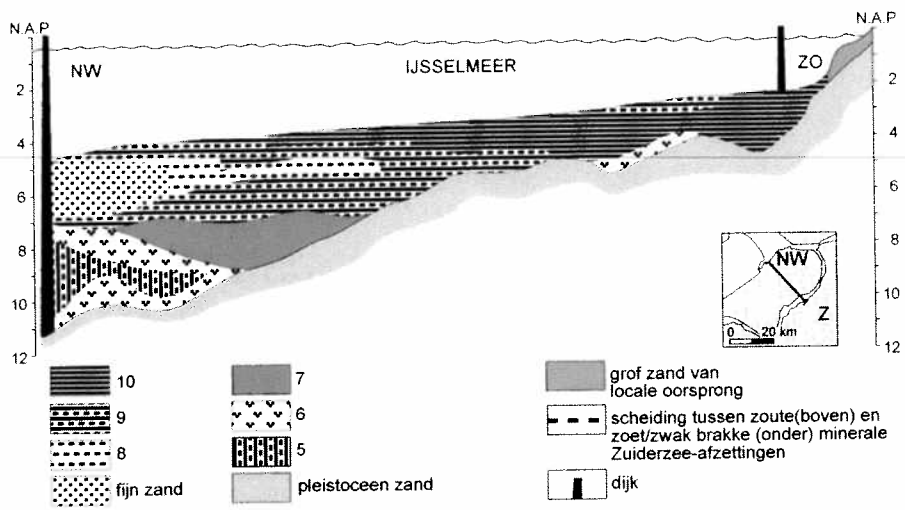 N.A.P
N.A.P
NW
IJSSELMEER
ZO
2
4
6
8
10
12
2
4
6
8
10
12
NW
Z
0 20 km
10
9
8
fijn zand
7
6
5
pleistoceen zand
grof zand van
locale oorsprong
scheiding tussen zoute(boven) en
zoet/zwak brakke (onder) minerale
Zuiderzee-afzettingen
dijk